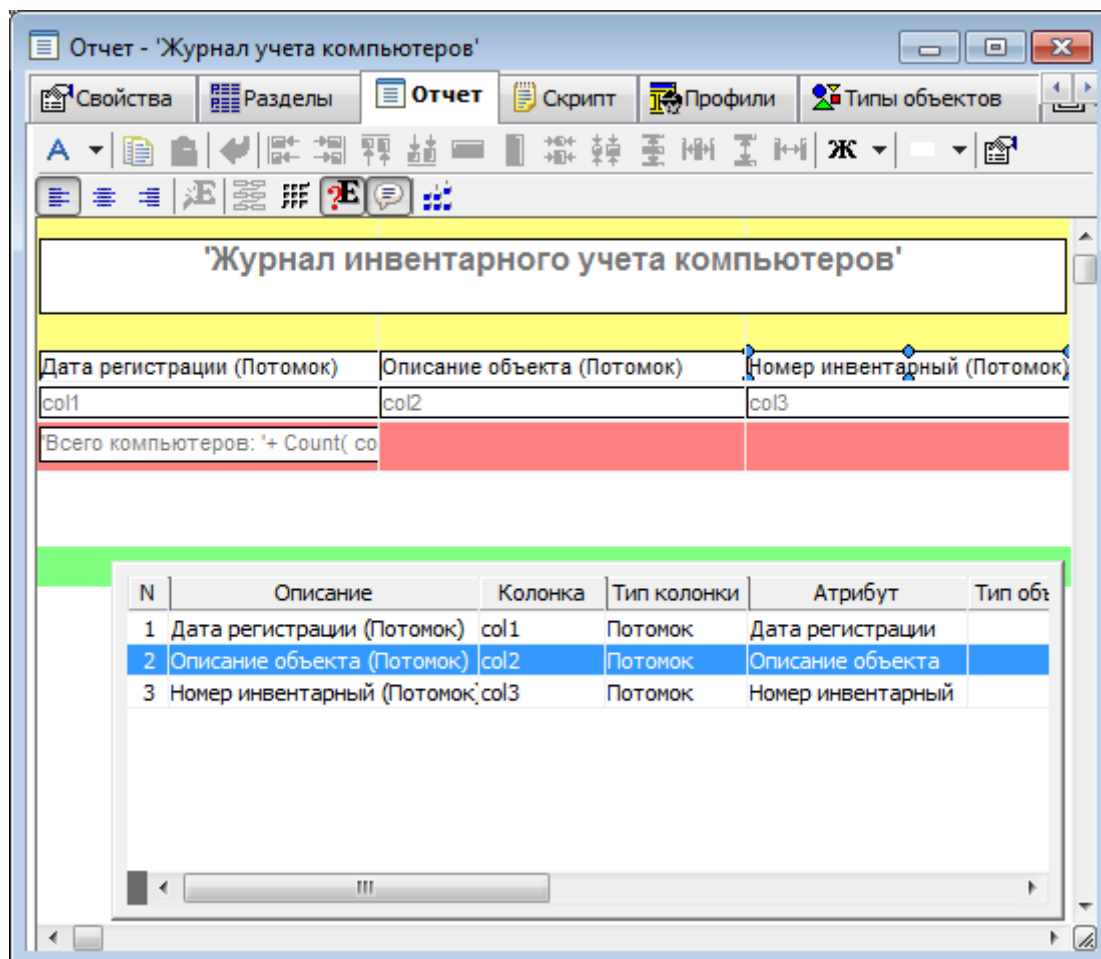 Отчет - 'Журнал учета компьютеров'
Свойства Разделы Отчет Скрипт Профили Типы объектов
А Ж
'Журнал инвентарного учета компьютеров'
Дата регистрации (Потомок) Описание объекта (Потомок) Номер инвентарный (Потомок)
col1 col2 col3
'Всего компьютеров: '+ Count( co
N Описание Колонка Тип колонки Атрибут Тип объ
1 Дата регистрации (Потомок) col1 Потомок Дата регистрации
2 Описание объекта (Потомок) col2 Потомок Описание объекта
3 Номер инвентарный (Потомок) col3 Потомок Номер инвентарный